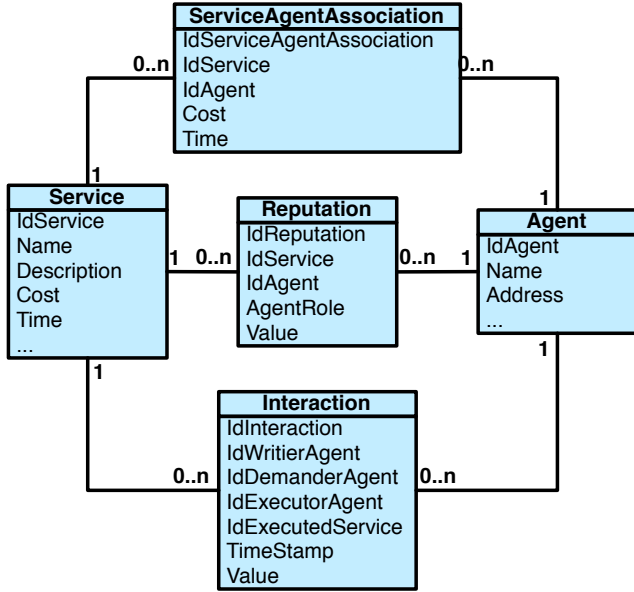 ServiceAgentAssociation
IdServiceAgentAssociation
IdService
IdAgent
Cost
Time
0..n
0..n
1
1
Service
IdService
Name
Description
Cost
Time
...
1
0..n
Reputation
IdReputation
IdService
IdAgent
AgentRole
Value
0..n
1
Agent
IdAgent
Name
Address
...
1
1
Interaction
IdInteraction
IdWritierAgent
IdDemanderAgent
IdExecutorAgent
IdExecutedService
TimeStamp
Value
0..n
0..n